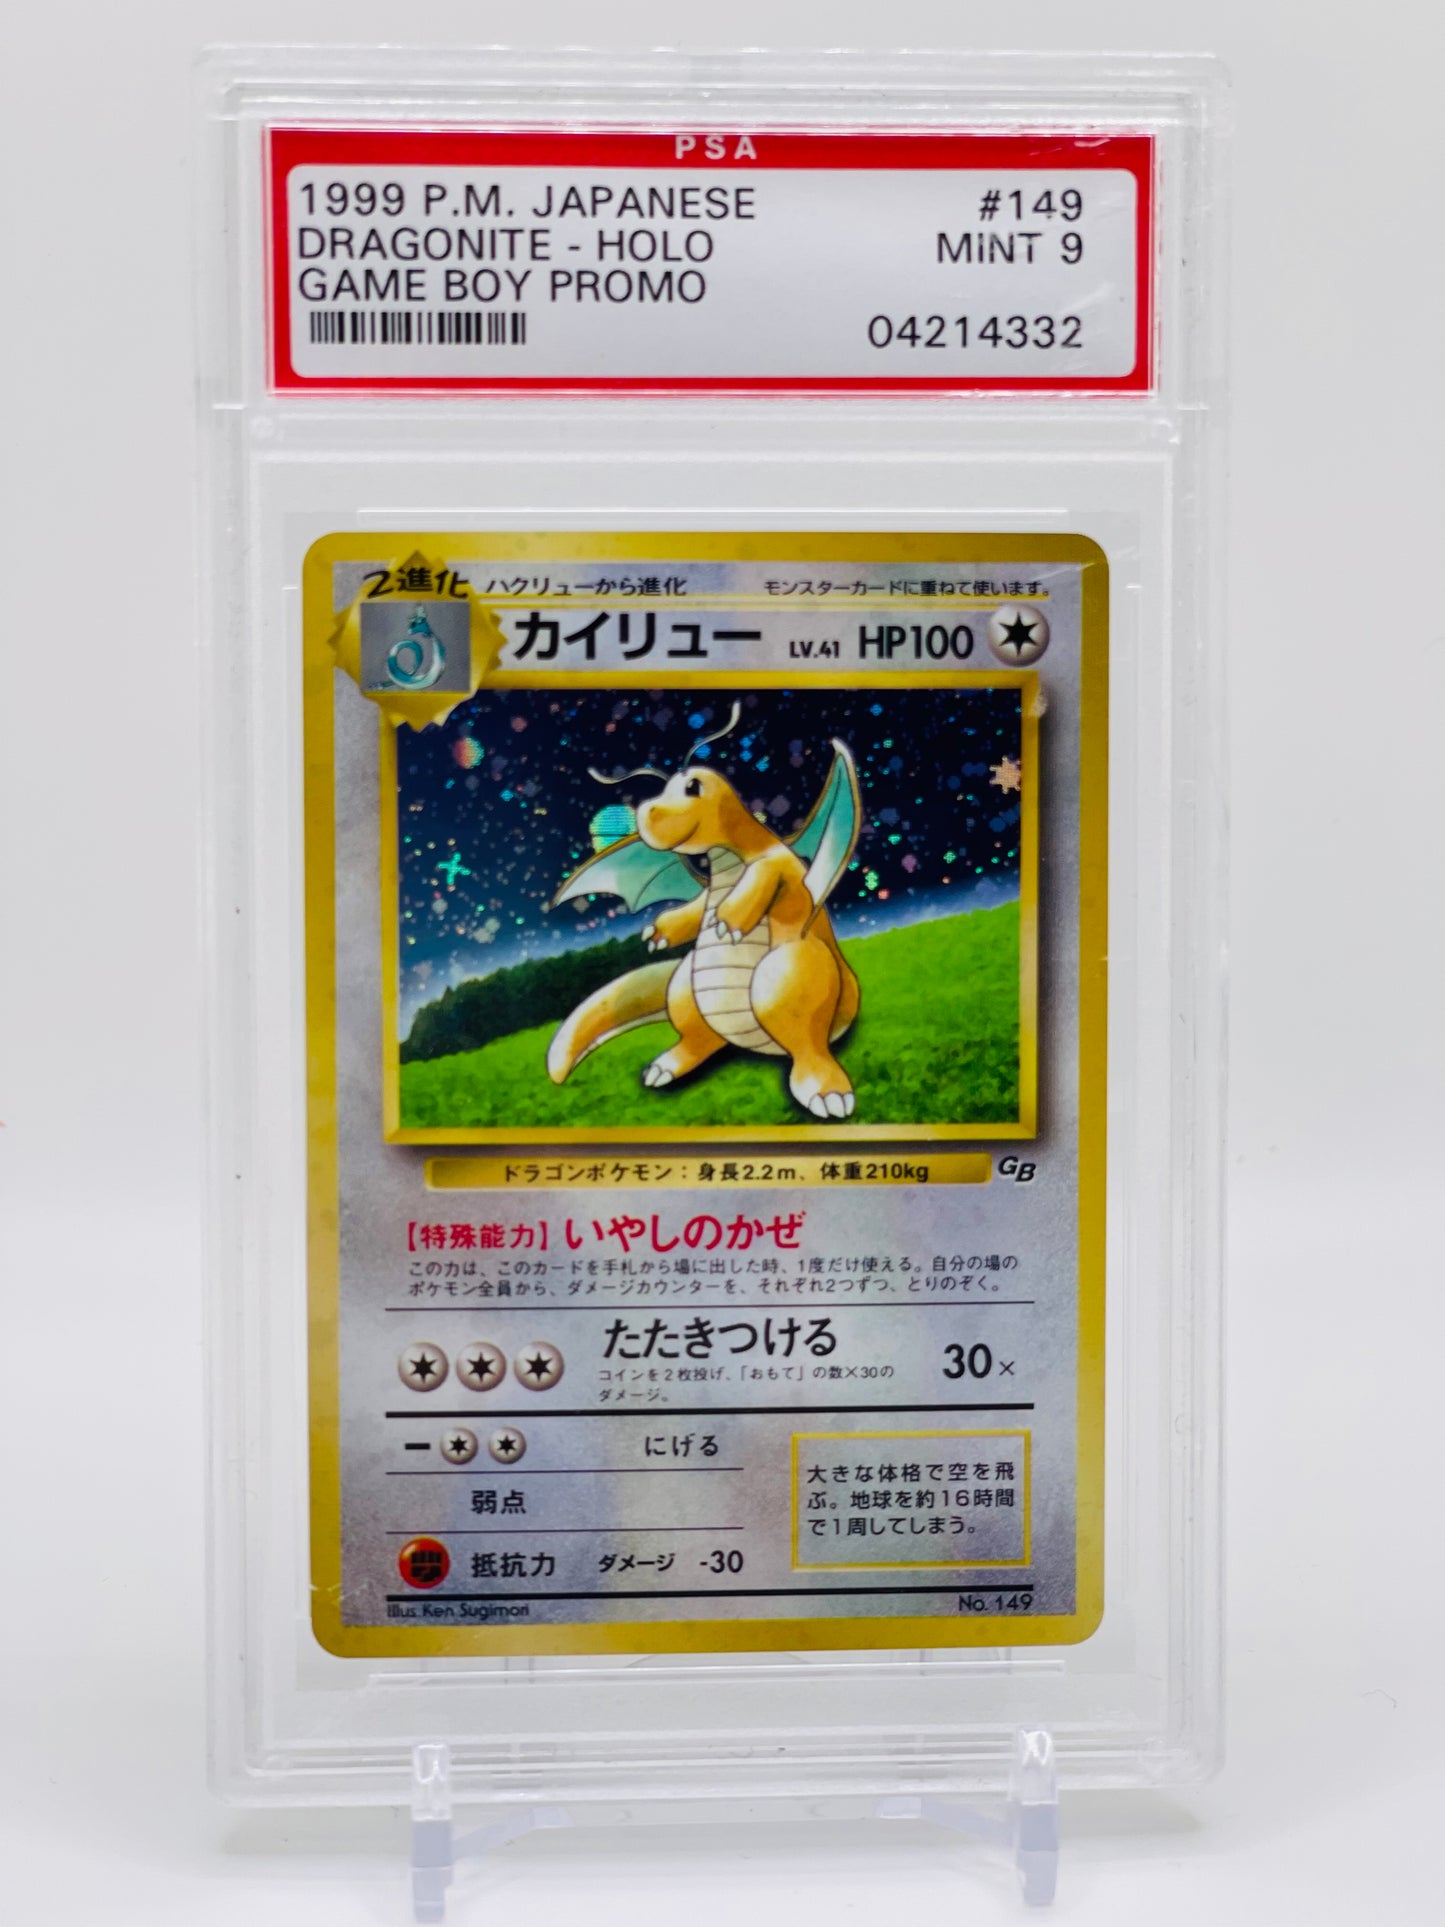 PSA
1999 P.M. JAPANESE #149
DRAGONITE - HOLO MINT 9
GAME BOY PROMO
04214332
2進化 ハクリューから進化 モンスターカードに重ねて使います。
カイリュー LV.41 HP100
ドラゴンポケモン：身長2.2m、体重210kg GB
【特殊能力】いやしのかぜ
この力は、このカードを手札から場に出した時、1度だけ使える。自分の場の
ポケモン全員から、ダメージカウンターを、それぞれ2つずつ、とりのぞく。
たたきつける 30×
コインを2枚投げ、「おもて」の数×30の
ダメージ。
ー にげる
弱点
抵抗力 ダメージ -30
大きな体格で空を飛
ぶ。地球を約16時間
で1周してしまう。
Illus. Ken Sugimori No. 149